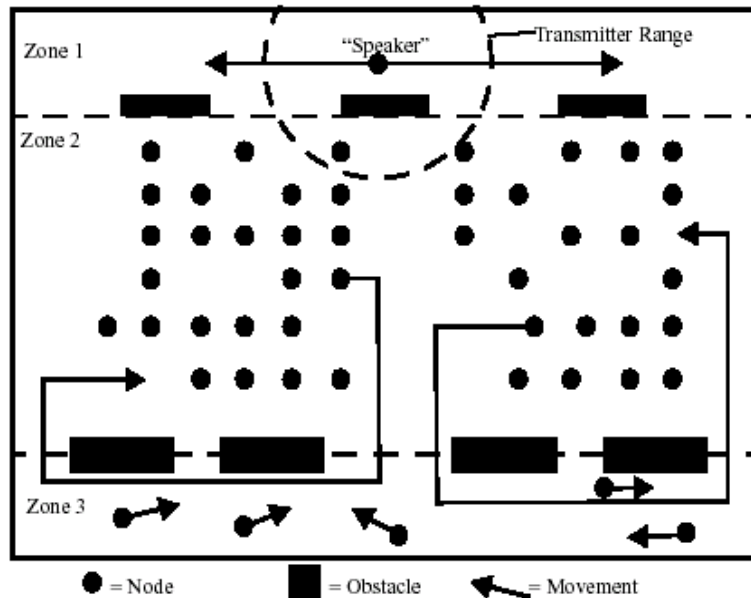 Zone 1
“Speaker”
Transmitter Range
Zone 2
Zone 3
= Node
= Obstacle
= Movement